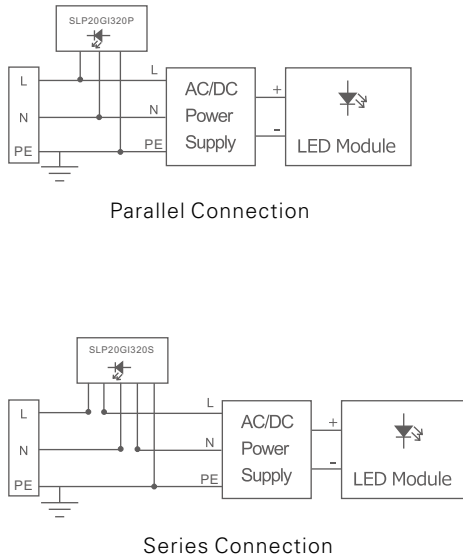 SLP20GI320P
L
L
AC/DC
+
N
N
Power
PE
PE
Supply
-
LED Module
Parallel Connection
SLP20GI320S
L
L
AC/DC
+
N
N
Power
PE
PE
Supply
-
LED Module
Series Connection